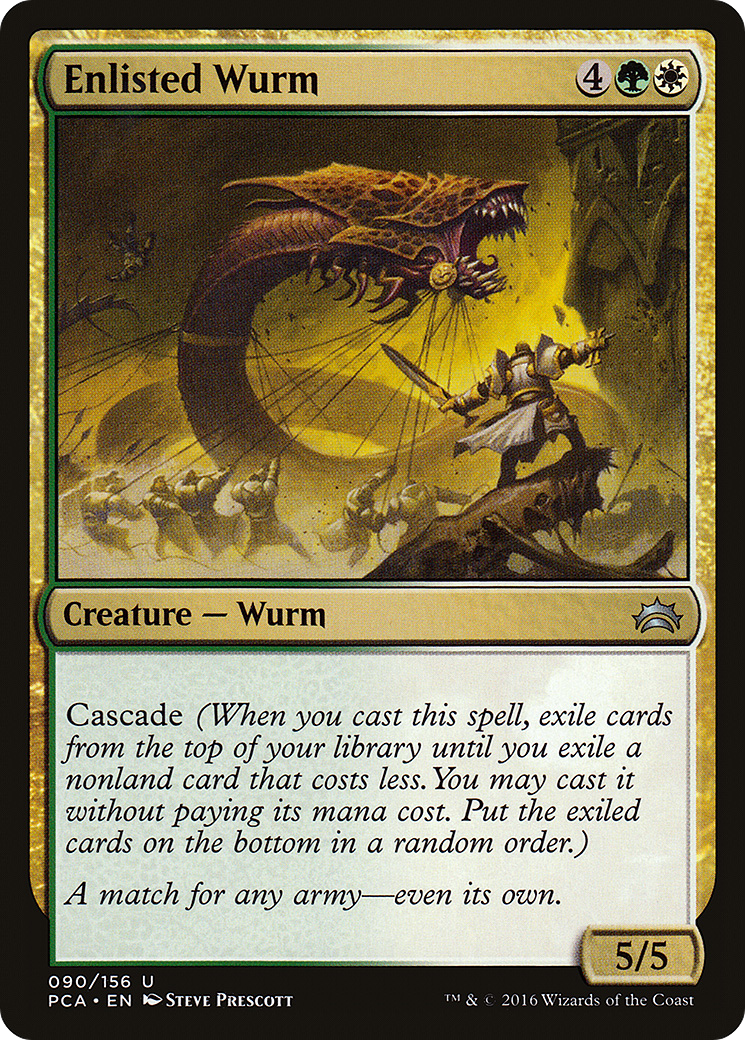 Enlisted Wurm 4
Creature — Wurm
Cascade (When you cast this spell, exile cards
from the top of your library until you exile a
nonland card that costs less. You may cast it
without paying its mana cost. Put the exiled
cards on the bottom in a random order.)
A match for any army—even its own.
5/5
090/156 U
PCA • EN Steve Prescott
™ & © 2016 Wizards of the Coast